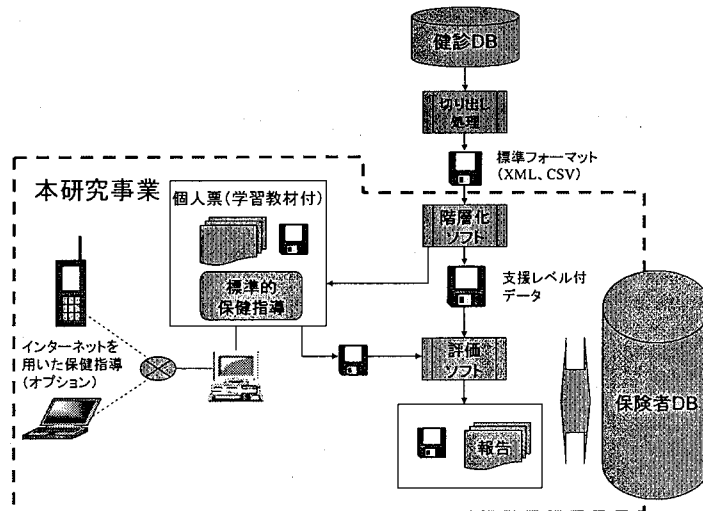 健診DB
切り出し
処理
標準フォーマット
(XML、CSV)
本研究事業
個人票(学習教材付)
階層化
ソフト
標準的
保健指導
支援レベル付
データ
インターネットを
用いた保健指導
(オプション)
評価
ソフト
保険者DB
報告